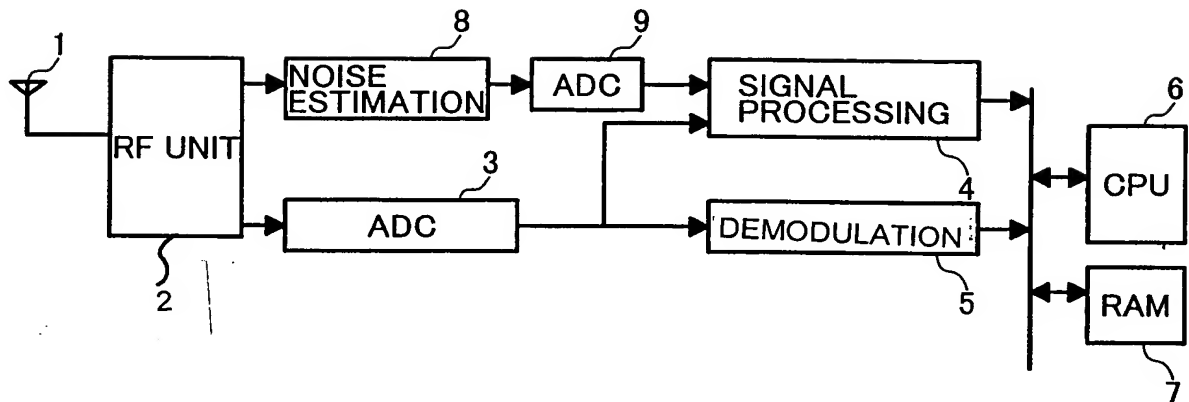 1
8
9
NOISE
ESTIMATION
ADC
SIGNAL
PROCESSING
6
RF UNIT
CPU
3
4
ADC
DEMODULATION
2
5
RAM
7